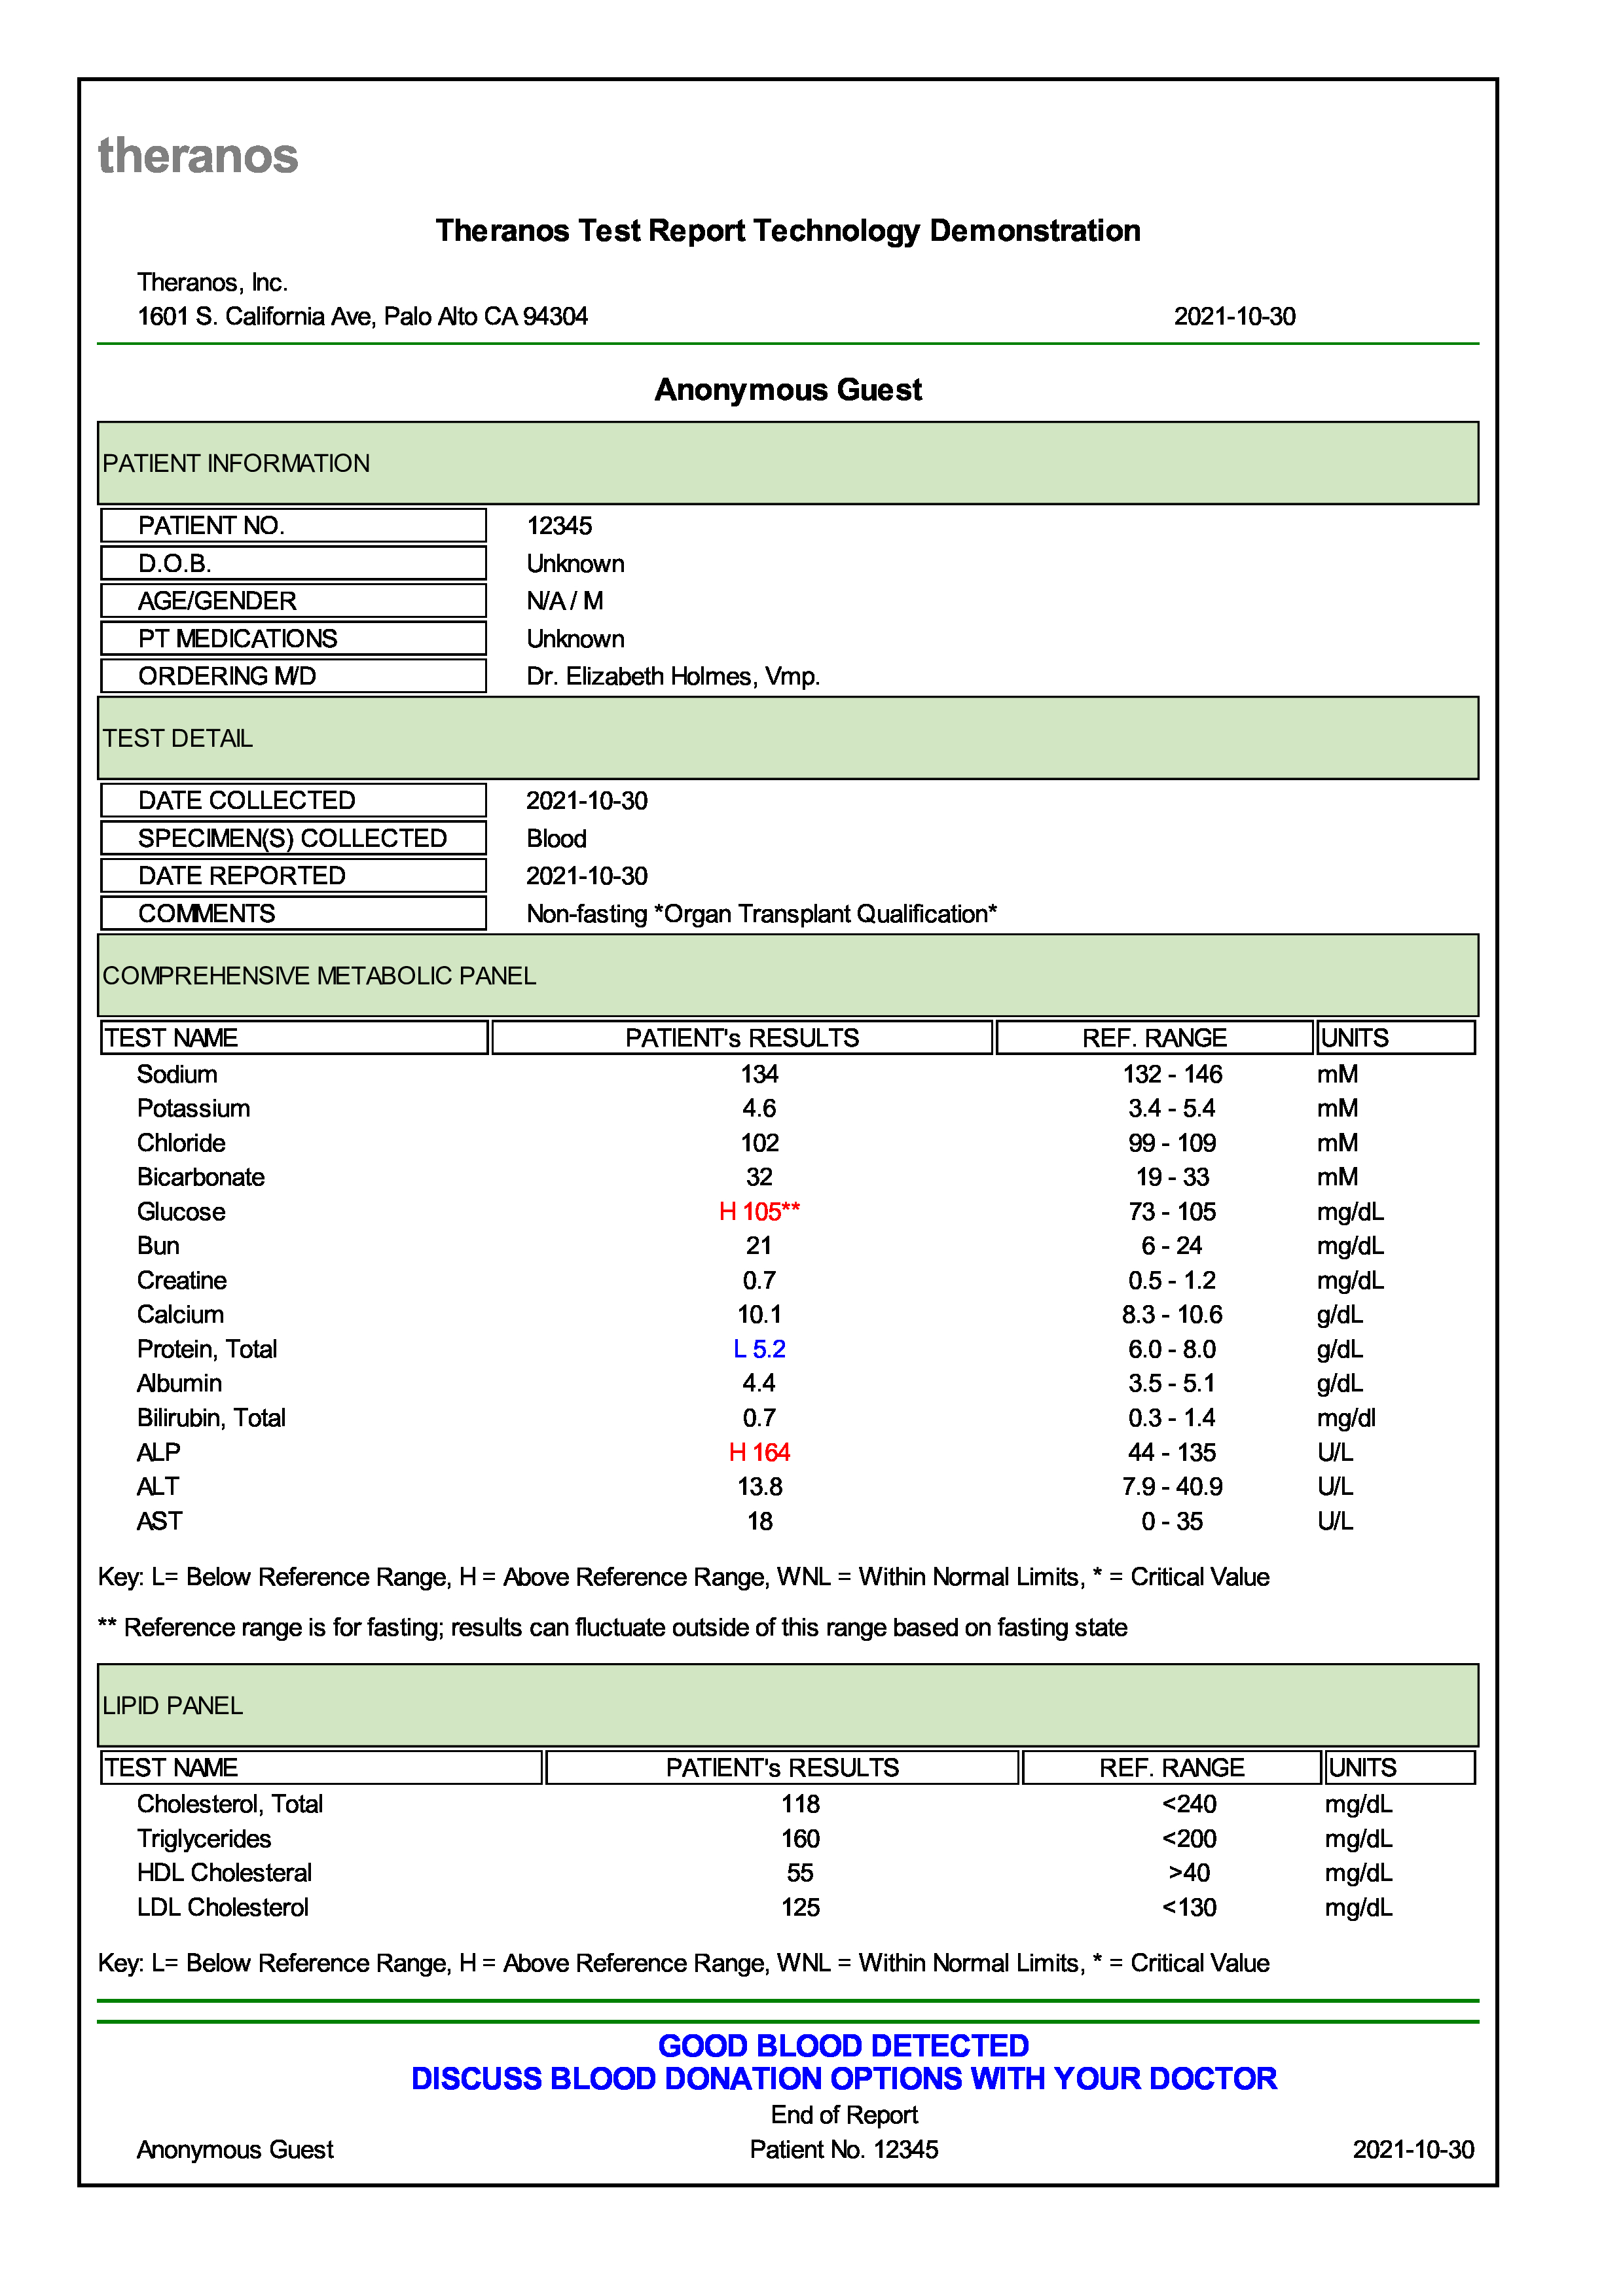 theranos
Theranos Test Report Technology Demonstration
Theranos, Inc.
1601 S. California Ave, Palo Alto CA 94304 2021-10-30
Anonymous Guest
PATIENT INFORMATION
PATIENT NO. 12345
D.O.B. Unknown
AGE/GENDER N/A / M
PT MEDICATIONS Unknown
ORDERING M/D Dr. Elizabeth Holmes, Vmp.
TEST DETAIL
DATE COLLECTED 2021-10-30
SPECIMEN(S) COLLECTED Blood
DATE REPORTED 2021-10-30
COMMENTS Non-fasting *Organ Transplant Qualification*
COMPREHENSIVE METABOLIC PANEL
TEST NAME PATIENT's RESULTS REF. RANGE UNITS
Sodium 134 132 - 146 mM
Potassium 4.6 3.4 - 5.4 mM
Chloride 102 99 - 109 mM
Bicarbonate 32 19 - 33 mM
Glucose H 105** 73 - 105 mg/dL
Bun 21 6 - 24 mg/dL
Creatine 0.7 0.5 - 1.2 mg/dL
Calcium 10.1 8.3 - 10.6 g/dL
Protein, Total L 5.2 6.0 - 8.0 g/dL
Albumin 4.4 3.5 - 5.1 g/dL
Bilirubin, Total 0.7 0.3 - 1.4 mg/dl
ALP H 164 44 - 135 U/L
ALT 13.8 7.9 - 40.9 U/L
AST 18 0 - 35 U/L
Key: L= Below Reference Range, H = Above Reference Range, WNL = Within Normal Limits, * = Critical Value
** Reference range is for fasting; results can fluctuate outside of this range based on fasting state
LIPID PANEL
TEST NAME PATIENT's RESULTS REF. RANGE UNITS
Cholesterol, Total 118 <240 mg/dL
Triglycerides 160 <200 mg/dL
HDL Cholesteral 55 >40 mg/dL
LDL Cholesterol 125 <130 mg/dL
Key: L= Below Reference Range, H = Above Reference Range, WNL = Within Normal Limits, * = Critical Value
GOOD BLOOD DETECTED
DISCUSS BLOOD DONATION OPTIONS WITH YOUR DOCTOR
End of Report
Anonymous Guest Patient No. 12345 2021-10-30